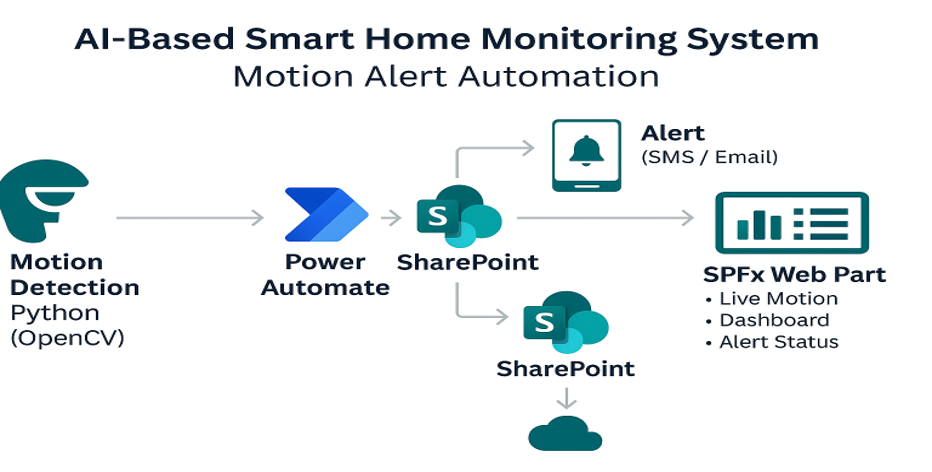 AI-Based Smart Home Monitoring System
Motion Alert Automation
Alert
(SMS / Email)
S
Motion
Detection
Python
(OpenCV)
Power
Automate
SharePoint
SPFx Web Part
• Live Motion
• Dashboard
• Alert Status
S
SharePoint